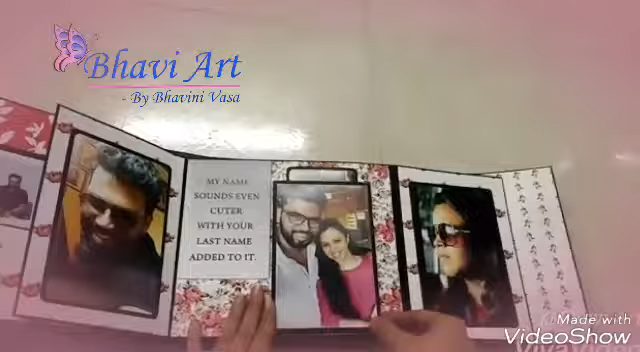 Bhavi Art
- By Bhavini Vasa
MY NAME
SOUNDS EVEN
CUTER
WITH YOUR
LAST NAME
ADDED TO IT.
Made with
VideoShow